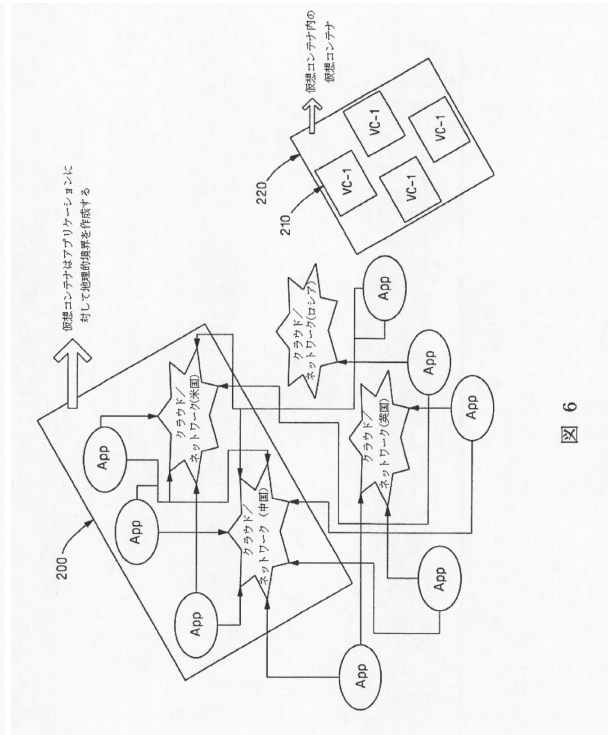 200
仮想コンテナはアプリケーションに
対して地理的境界を作成する
App
App
App
クラウド/
ネットワーク(米国)
クラウド/
ネットワーク (中国)
App
App
クラウド/
ネットワーク(英国)
クラウド/
ネットワーク(ロシア)
App
App
App
220
210
仮想コンテナ内の
仮想コンテナ
VC-1
VC-1
VC-1
VC-1
図 6